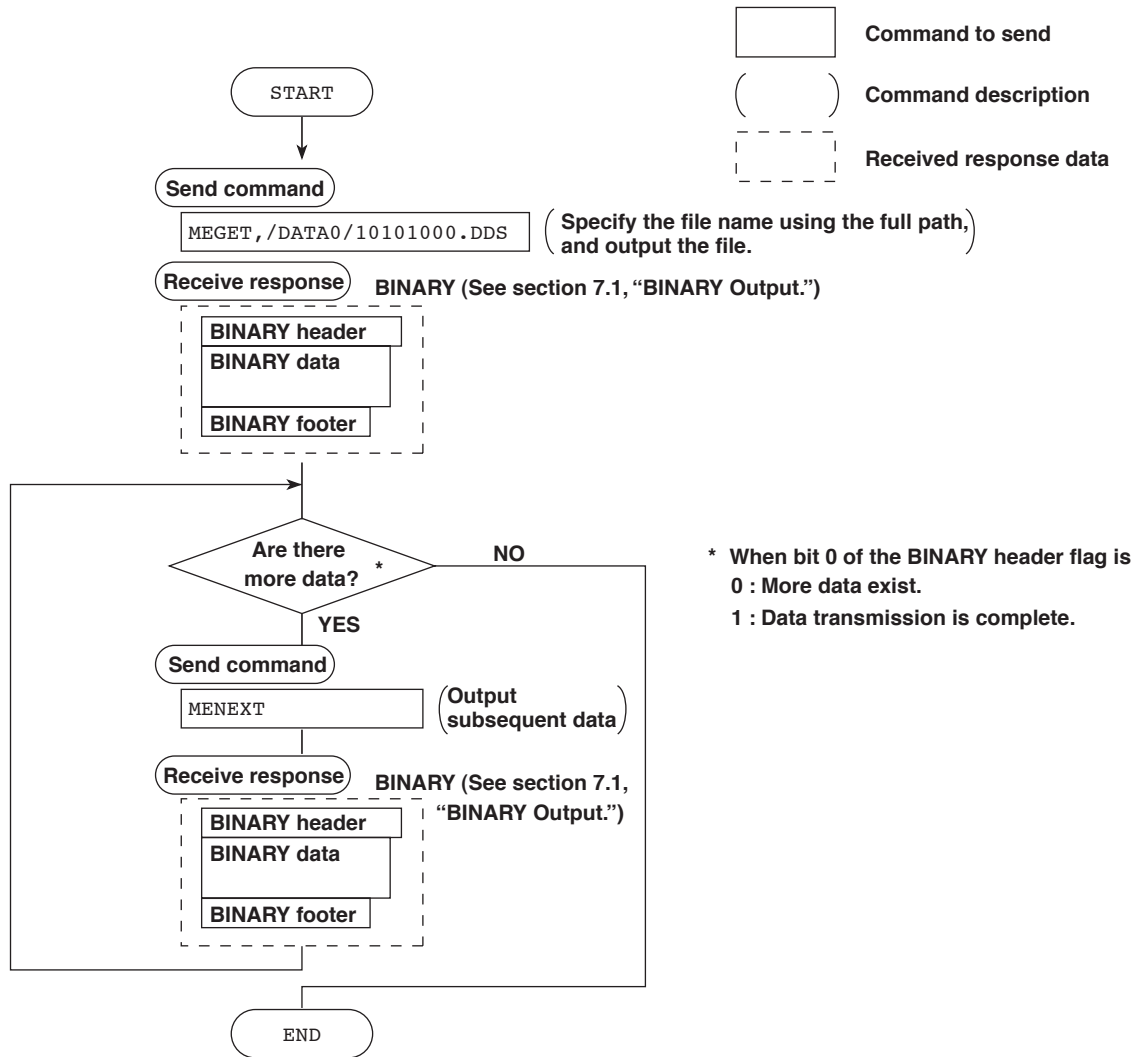 Command to send
START
Command description
Received response data
Send command
MEGET,/DATA0/10101000.DDS
Specify the file name using the full path,
and output the file.
Receive response
BINARY (See section 7.1, “BINARY Output.”)
BINARY header
BINARY data
BINARY footer
Are there
more data? *
NO
YES
* When bit 0 of the BINARY header flag is
0 : More data exist.
1 : Data transmission is complete.
Send command
MENEXT
Output
subsequent data
Receive response
BINARY (See section 7.1,
“BINARY Output.”)
BINARY header
BINARY data
BINARY footer
END